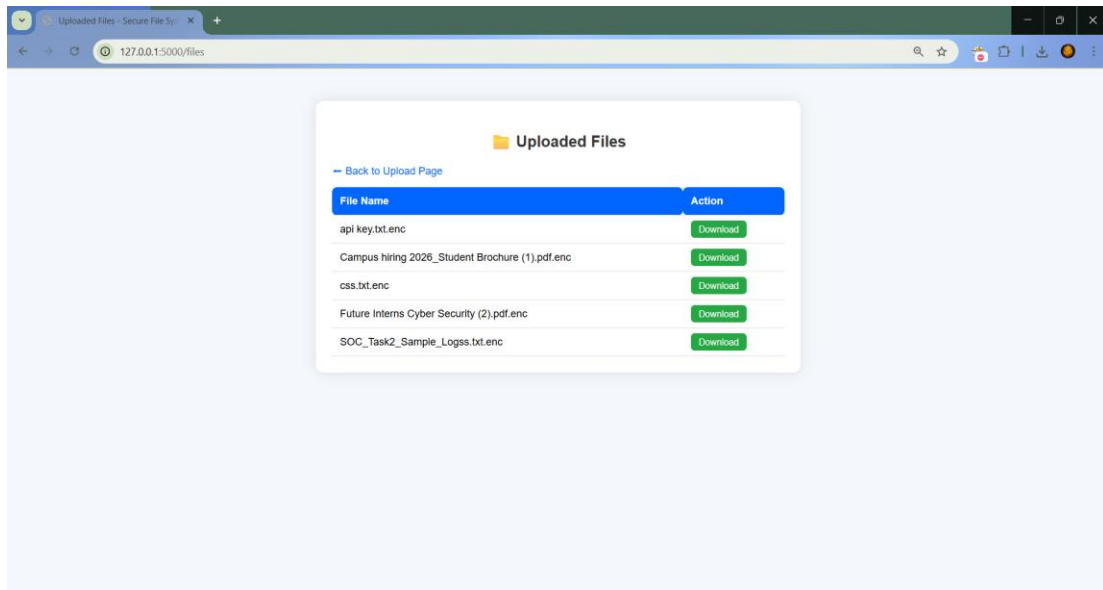 Uploaded Files - Secure File Sy
127.0.0.1:5000/files
Uploaded Files
Back to Upload Page
File Name Action
api key.txt.enc Download
Campus hiring 2026_Student Brochure (1).pdf.enc Download
css.txt.enc Download
Future Interns Cyber Security (2).pdf.enc Download
SOC_Task2_Sample_Logss.txt.enc Download